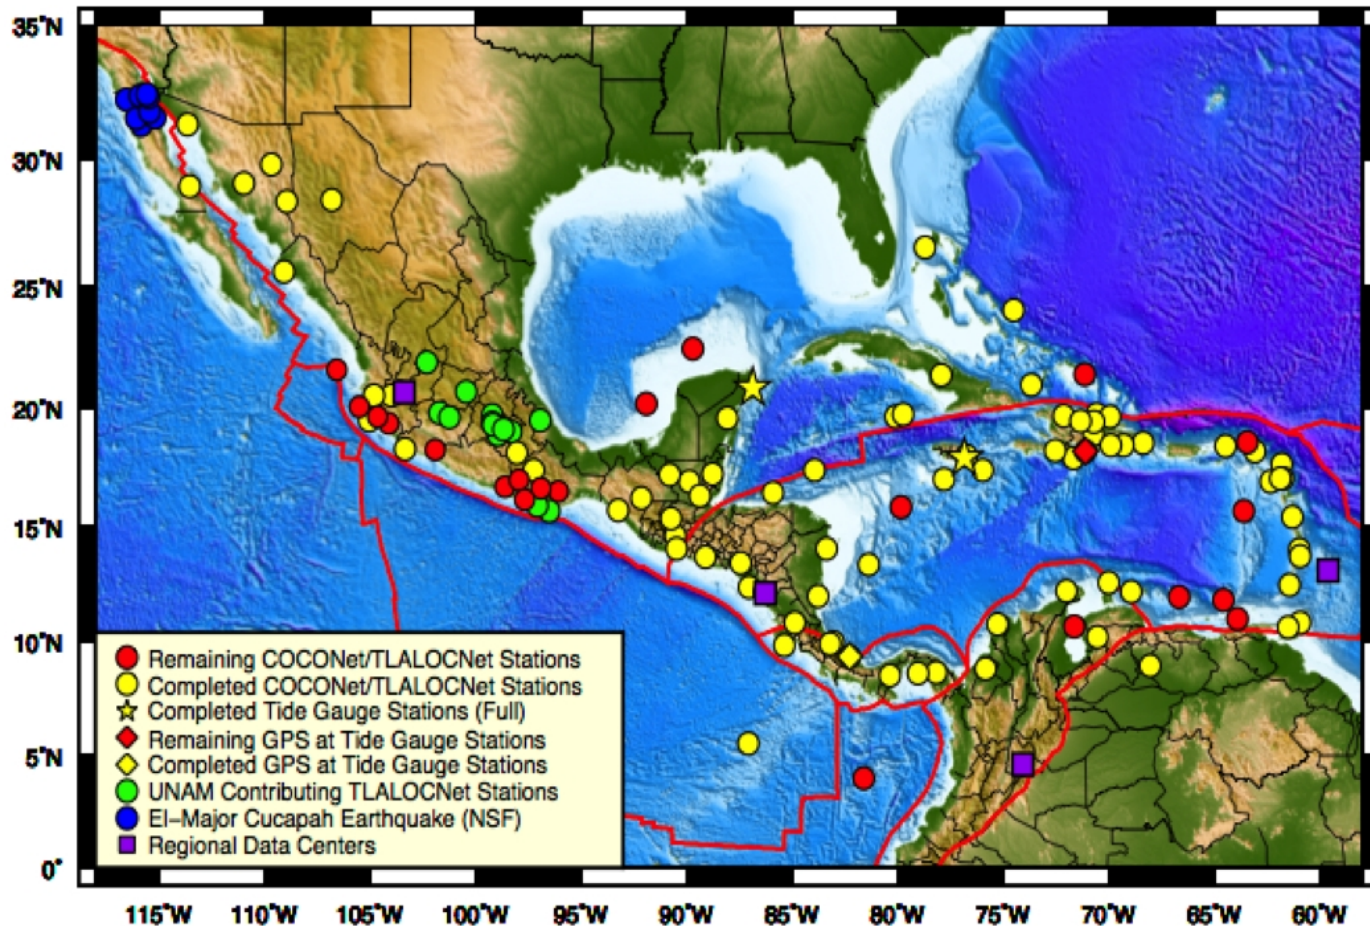 35°N
30°N
25°N
20°N
15°N
10°N
5°N
0°
Remaining COCONet/TLALOCNet Stations
Completed COCONet/TLALOCNet Stations
Completed Tide Gauge Stations (Full)
Remaining GPS at Tide Gauge Stations
Completed GPS at Tide Gauge Stations
UNAM Contributing TLALOCNet Stations
El-Major Cucapah Earthquake (NSF)
Regional Data Centers
115°W 110°W 105°W 100°W 95°W 90°W 85°W 80°W 75°W 70°W 65°W 60°W